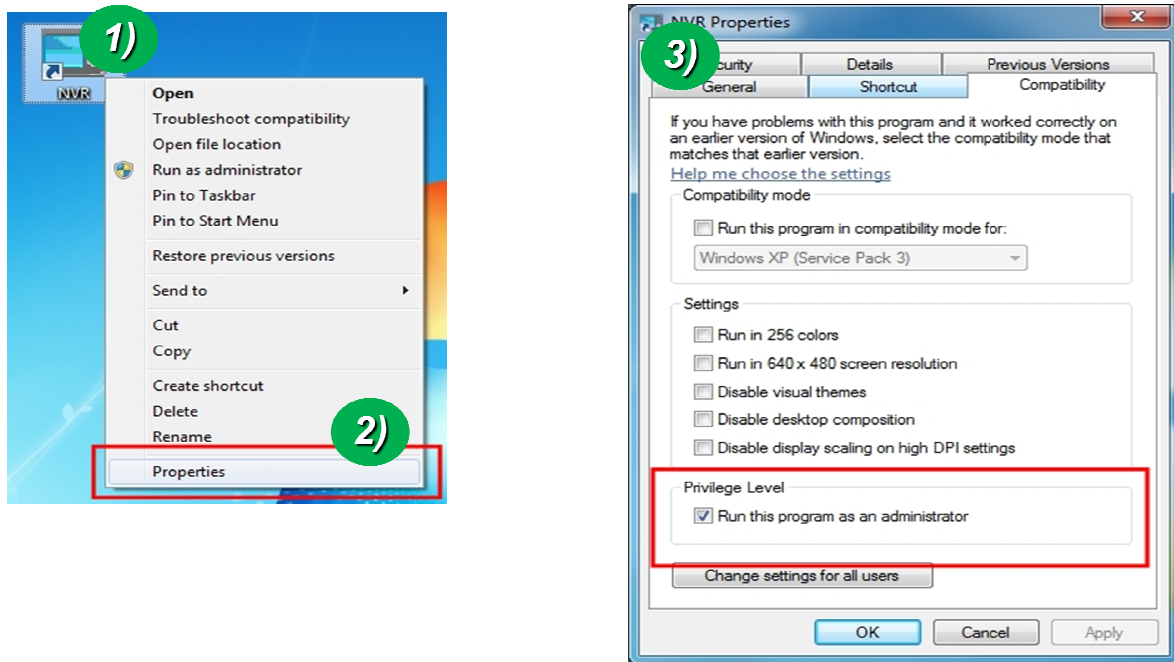 1)
NVR
Open
Troubleshoot compatibility
Open file location
Run as administrator
Pin to Taskbar
Pin to Start Menu
Restore previous versions
Send to
Cut
Copy
Create shortcut
Delete
Rename
2)
Properties
NVR Properties
3)
curity Details Previous Versions
General Shortcut Compatibility
If you have problems with this program and it worked correctly on
an earlier version of Windows, select the compatibility mode that
matches that earlier version.
Help me choose the settings
Compatibility mode
Run this program in compatibility mode for:
Windows XP (Service Pack 3)
Settings
Run in 256 colors
Run in 640 x 480 screen resolution
Disable visual themes
Disable desktop composition
Disable display scaling on high DPI settings
Privilege Level
Run this program as an administrator
Change settings for all users
OK Cancel Apply